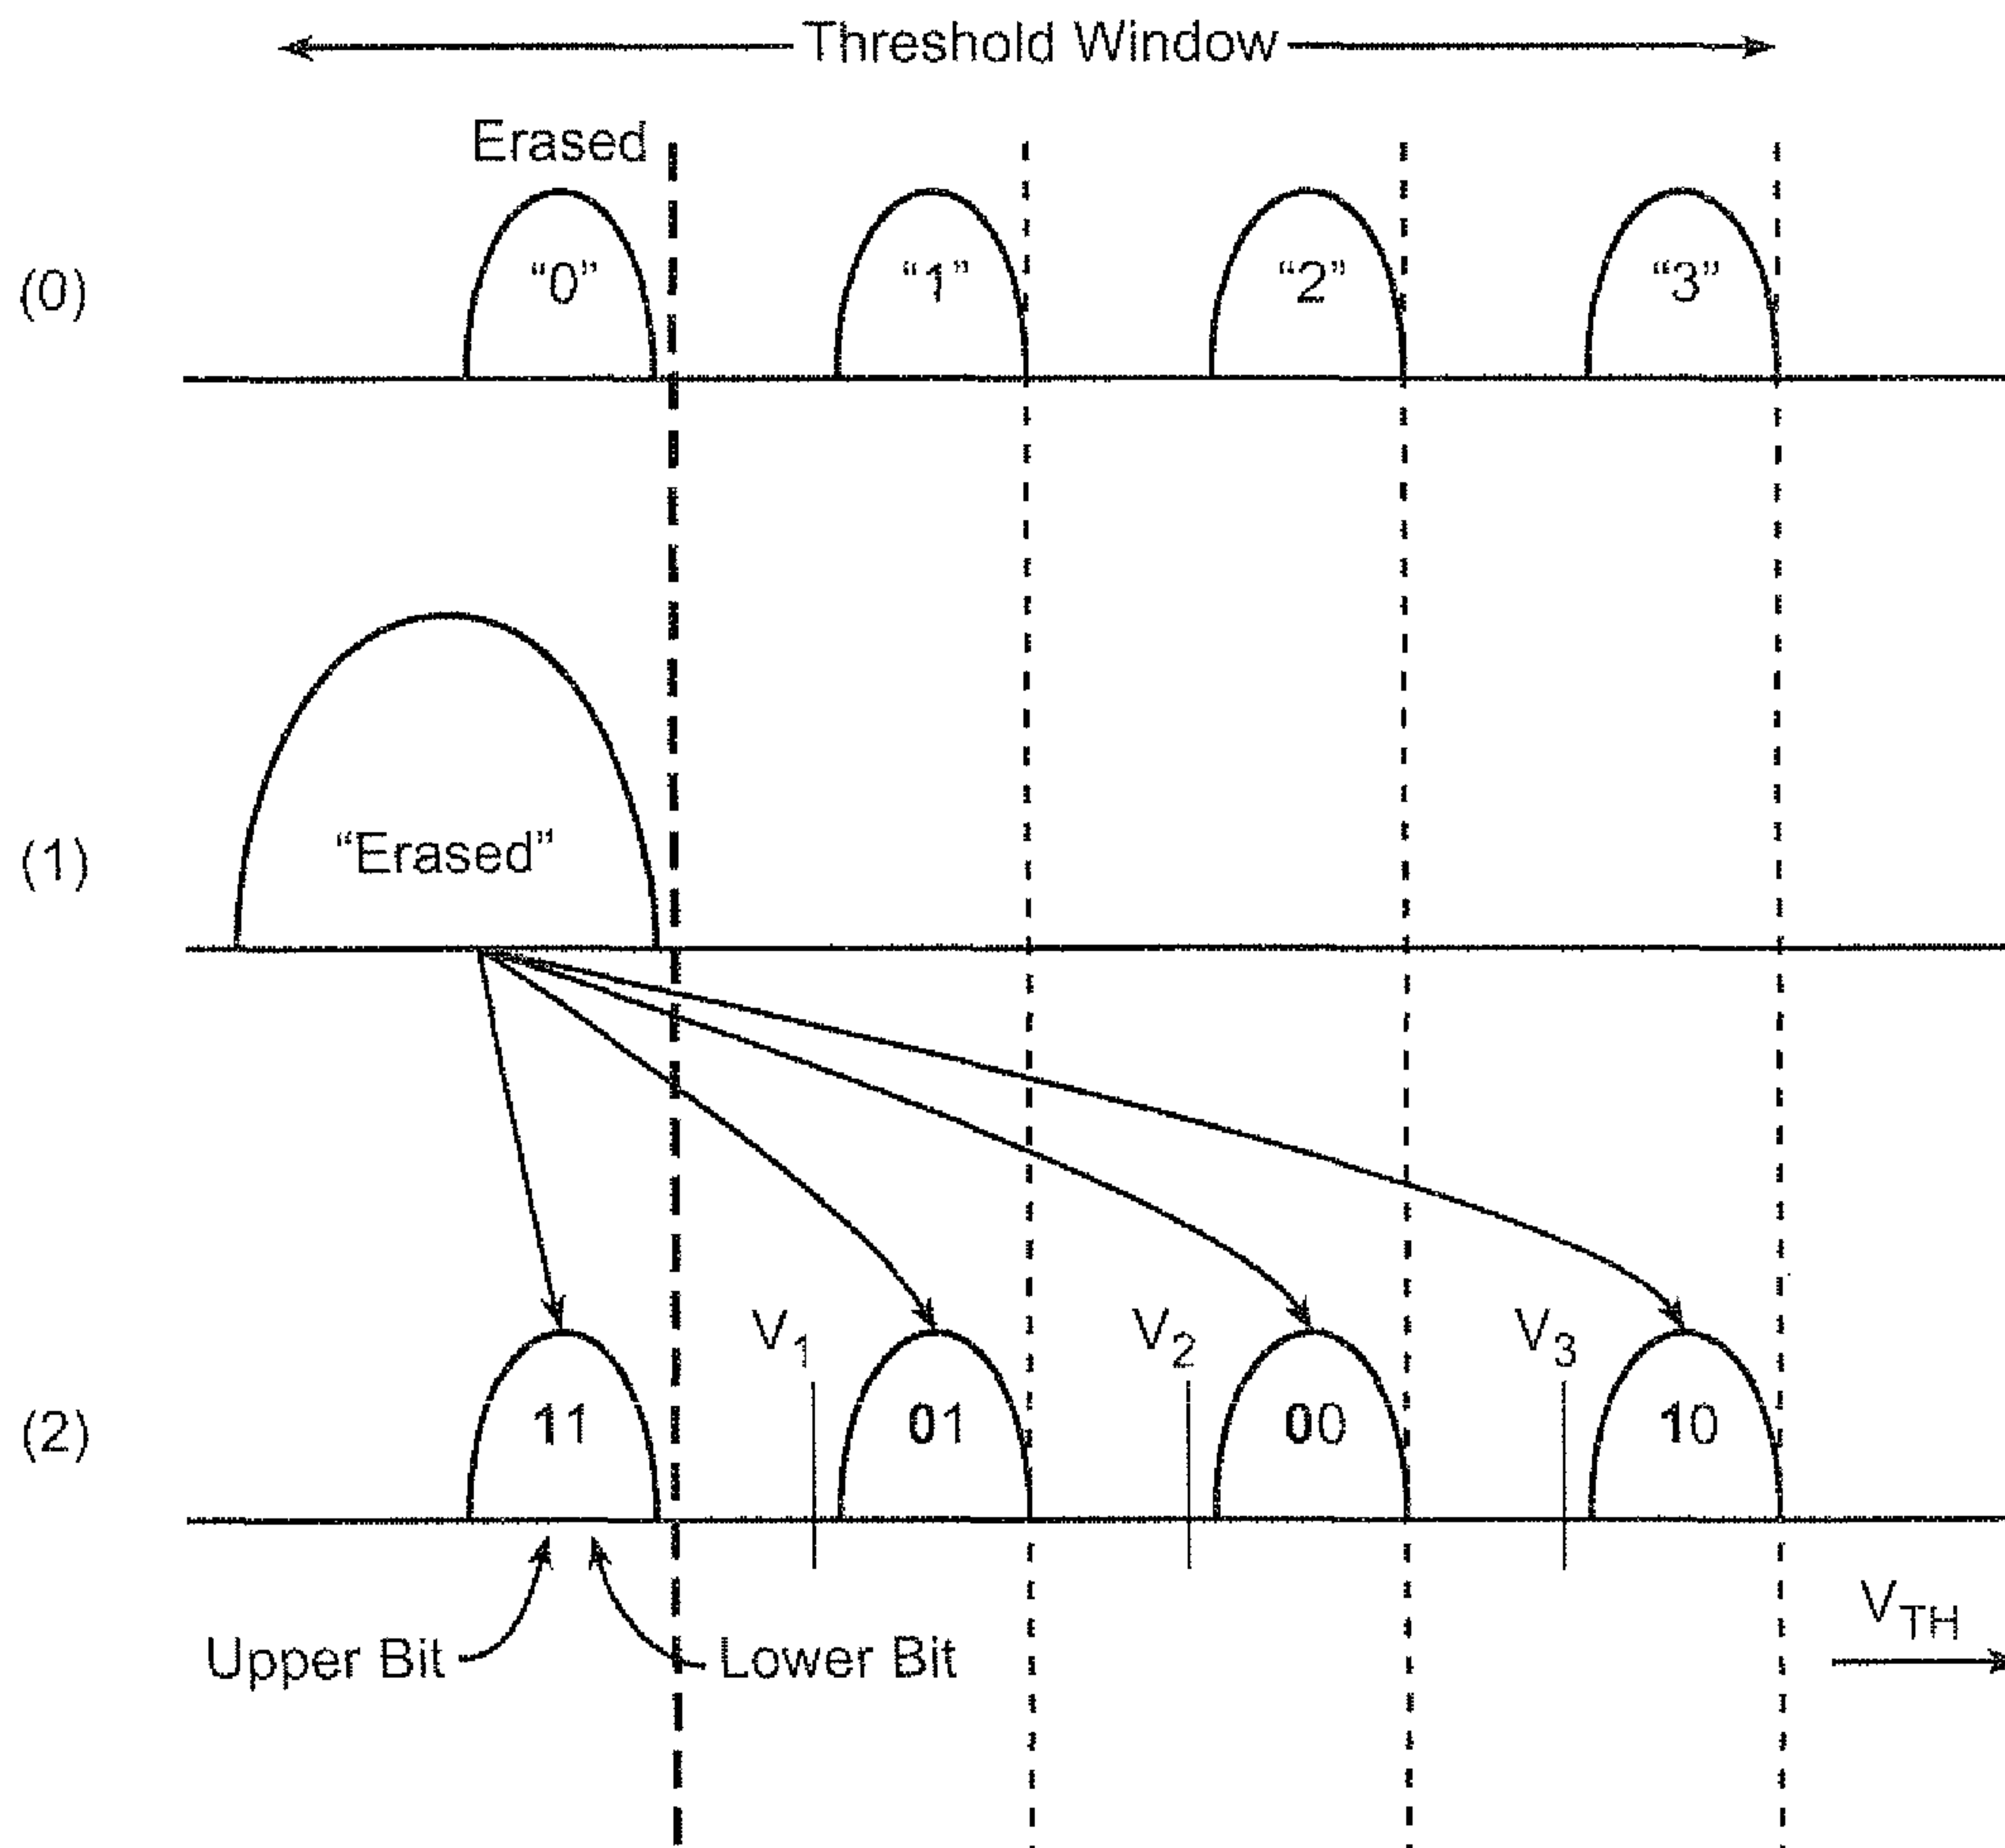 Threshold Window
Erased
(0)
“0” “1” “2” “3”
(1)
“Erased”
V1 V2 V3
(2)
11 01 00 10
Upper Bit Lower Bit
VTH